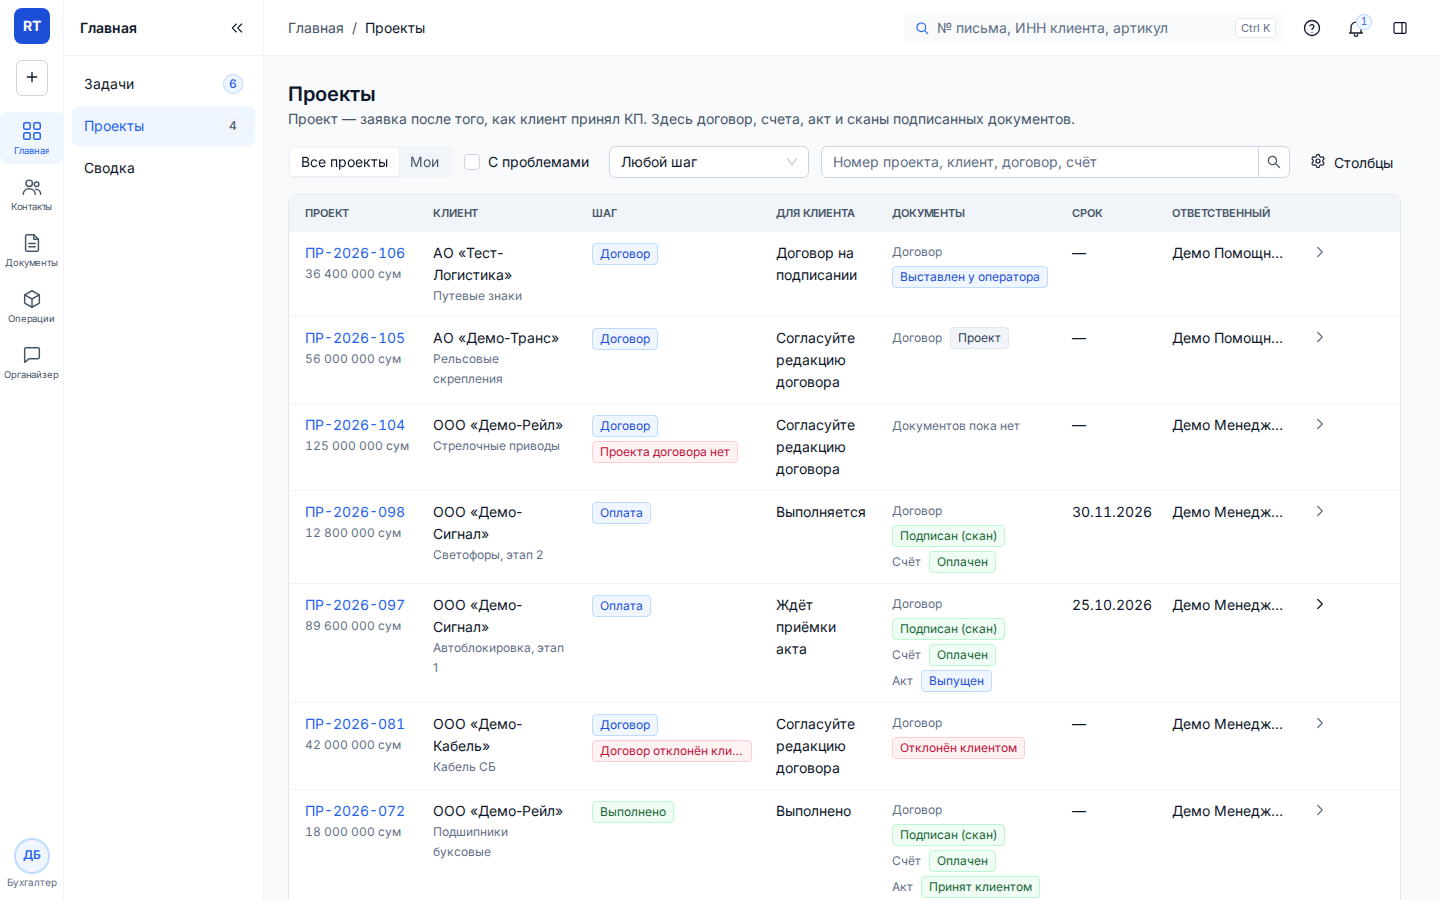 RT
Главная
Главная / Проекты
№ письма, ИНН клиента, артикул
Ctrl K
1
Задачи
6
Проекты
4
Сводка
Главная
Контакты
Документы
Операции
Органайзер
ДБ
Бухгалтер
Проекты
Проект — заявка после того, как клиент принял КП. Здесь договор, счета, акт и сканы подписанных документов.
Все проекты
Мои
С проблемами
Любой шаг
Номер проекта, клиент, договор, счёт
Столбцы
ПРОЕКТ
КЛИЕНТ
ШАГ
ДЛЯ КЛИЕНТА
ДОКУМЕНТЫ
СРОК
ОТВЕТСТВЕННЫЙ
ПР-2026-106
36 400 000 сум
АО «Тест-
Логистика»
Путевые знаки
Договор
Договор на
подписании
Договор
Выставлен у оператора
—
Демо Помощн...
ПР-2026-105
56 000 000 сум
АО «Демо-Транс»
Рельсовые
скрепления
Договор
Согласуйте
редакцию
договора
Договор Проект
—
Демо Помощн...
ПР-2026-104
125 000 000 сум
ООО «Демо-Рейл»
Стрелочные приводы
Договор
Проекта договора нет
Согласуйте
редакцию
договора
Документов пока нет
—
Демо Менедж...
ПР-2026-098
12 800 000 сум
ООО «Демо-
Сигнал»
Светофоры, этап 2
Оплата
Выполняется
Договор
Подписан (скан)
Счёт Оплачен
30.11.2026
Демо Менедж...
ПР-2026-097
89 600 000 сум
ООО «Демо-
Сигнал»
Автоблокировка, этап
1
Оплата
Ждёт
приёмки
акта
Договор
Подписан (скан)
Счёт Оплачен
Акт Выпущен
25.10.2026
Демо Менедж...
ПР-2026-081
42 000 000 сум
ООО «Демо-
Кабель»
Кабель СБ
Договор
Договор отклонён кли...
Согласуйте
редакцию
договора
Договор
Отклонён клиентом
—
Демо Менедж...
ПР-2026-072
18 000 000 сум
ООО «Демо-Рейл»
Подшипники
буксовые
Выполнено
Выполнено
Договор
Подписан (скан)
Счёт Оплачен
Акт Принят клиентом
—
Демо Менедж...